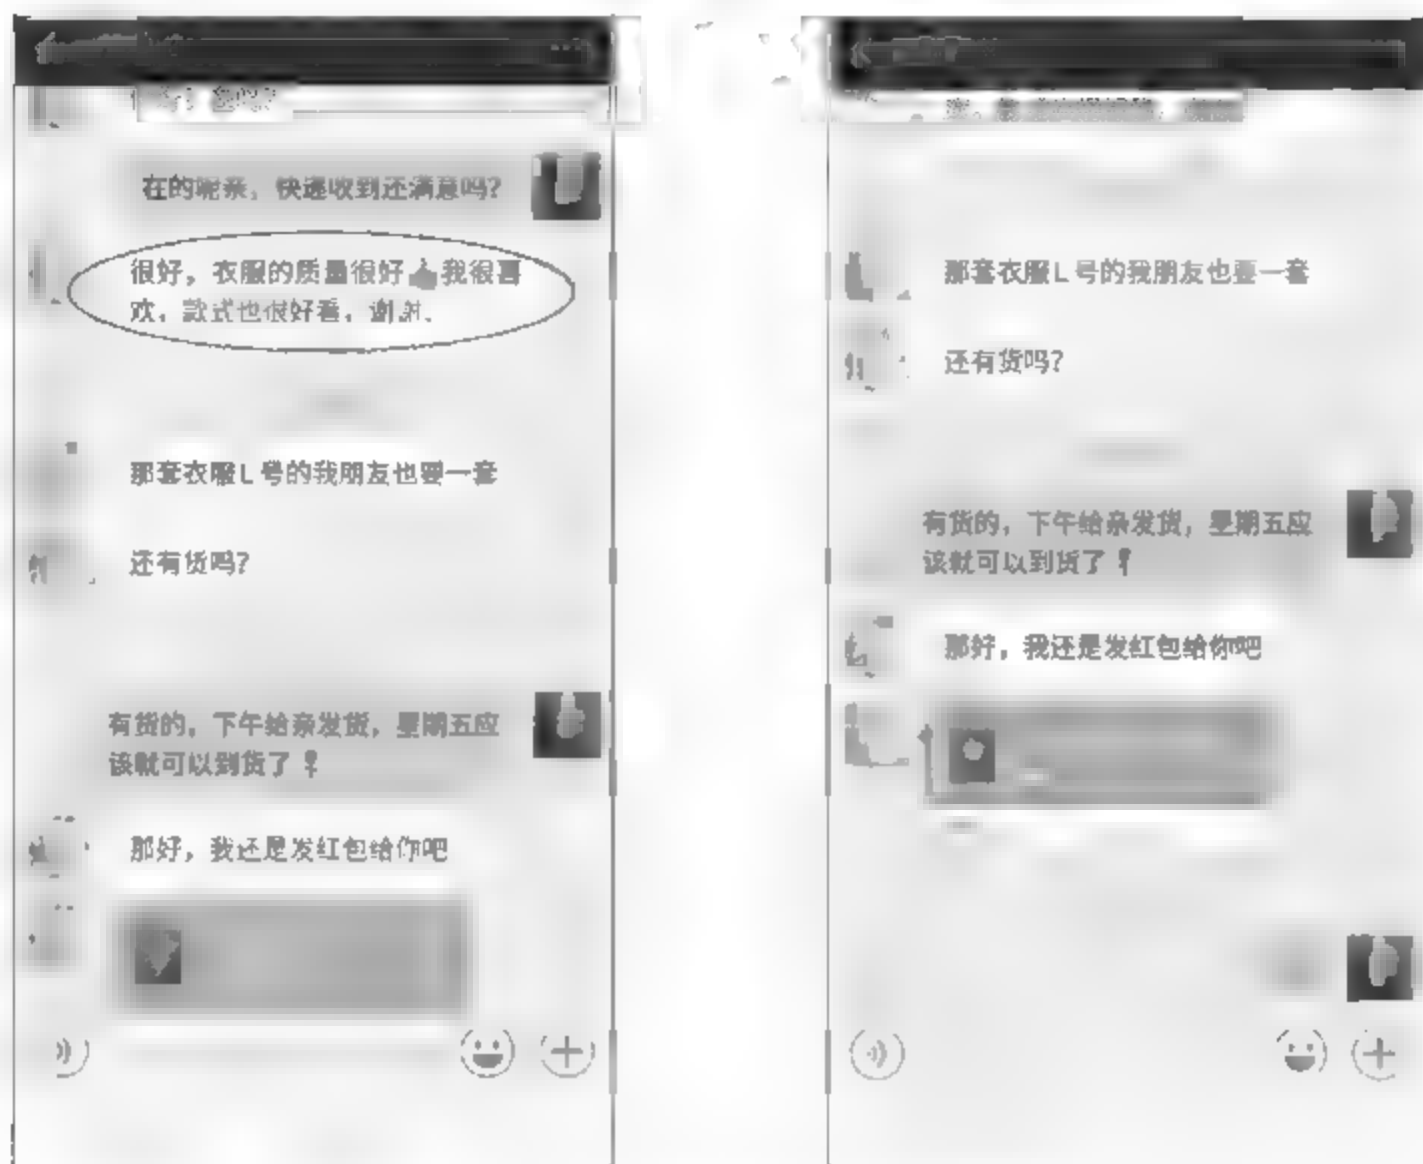 在的呢亲，快递收到还满意吗?
很好，衣服的质量很好👍我很喜
欢，款式也很好看，谢谢。
那套衣服L号的我朋友也要一套
还有货吗?
有货的，下午给亲发货，星期五应
该就可以到货了
那好，我还是发红包给你吧
那套衣服L号的我朋友也要一套
还有货吗?
有货的，下午给亲发货，星期五应
该就可以到货了
那好，我还是发红包给你吧